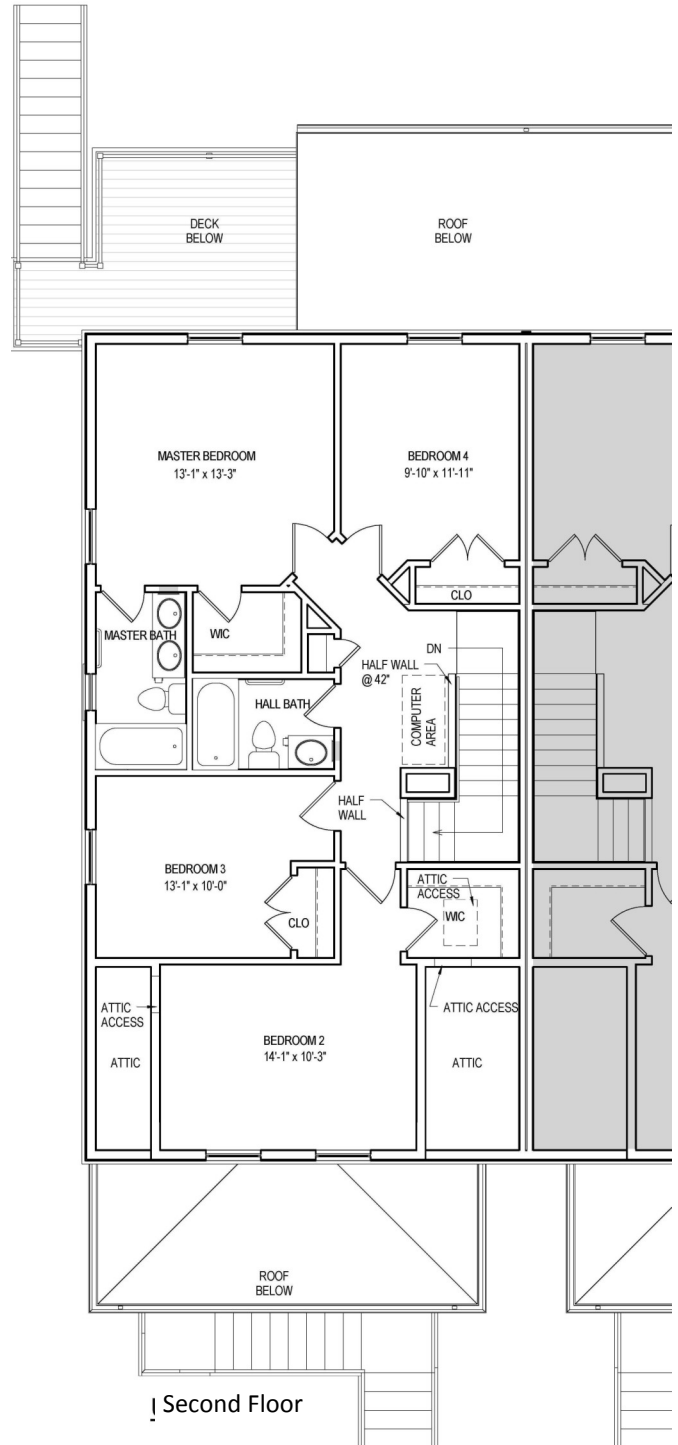 DECK
BELOW
ROOF
BELOW
MASTER BEDROOM
13'-1" x 13'-3"
BEDROOM 4
9'-10" x 11'-11"
CLO
MASTER BATH
WIC
DN
HALF WALL
@ 42"
HALL BATH
COMPUTER
AREA
HALF
WALL
BEDROOM 3
13'-1" x 10'-0"
CLO
ATTIC
ACCESS
WIC
ATTIC
ACCESS
ATTIC
BEDROOM 2
14'-1" x 10'-3"
ATTIC ACCESS
ATTIC
ROOF
BELOW
Second Floor